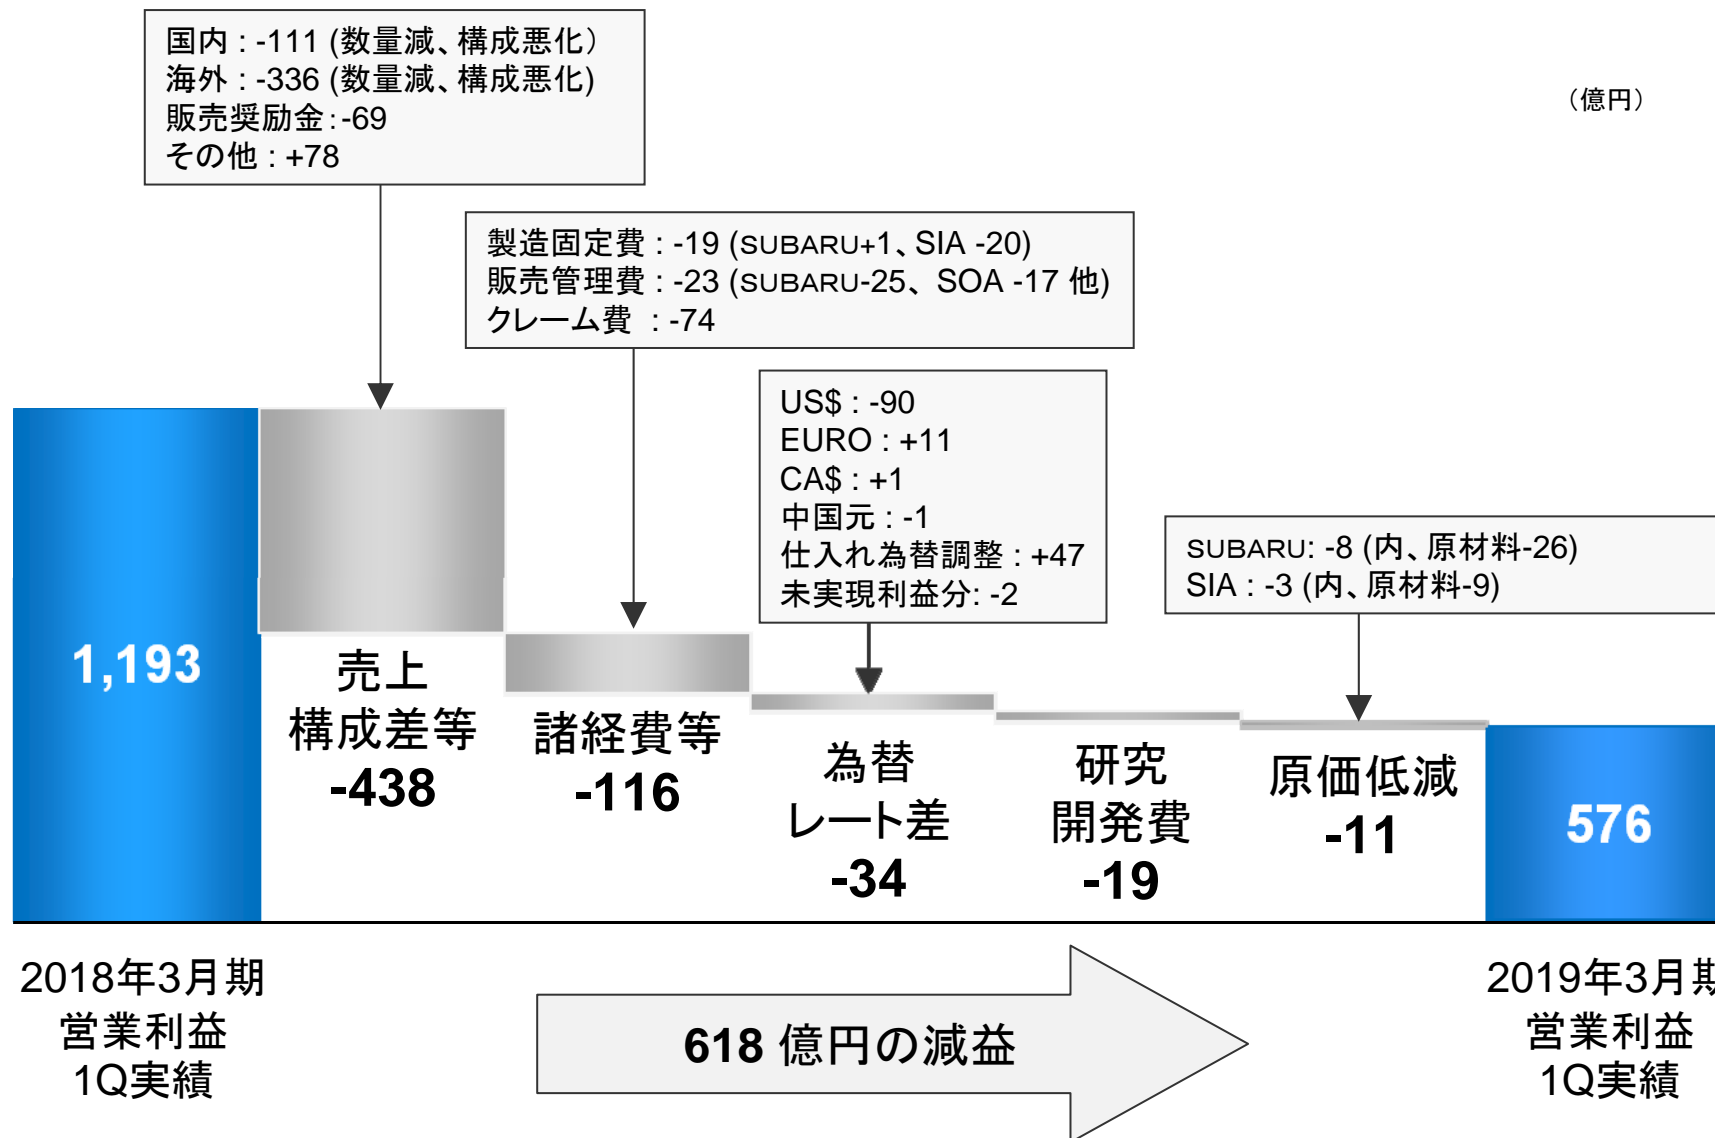 国内 : -111 (数量減、構成悪化）
海外 : -336 (数量減、構成悪化)
販売奨励金：-69
その他 : +78
（億円）
製造固定費 : -19 (SUBARU+1、SIA -20)
販売管理費 : -23 (SUBARU-25、 SOA -17 他)
クレーム費 : -74
US$ : -90
EURO : +11
CA$ : +1
中国元 : -1
仕入れ為替調整 : +47
未実現利益分: -2
SUBARU: -8 (内、原材料-26)
SIA : -3 (内、原材料-9)
1,193
売上
構成差等
-438
諸経費等
-116
為替
レート差
-34
研究
開発費
-19
原価低減
-11
576
2018年3月期
営業利益
1Q実績
618 億円の減益
2019年3月期
営業利益
1Q実績